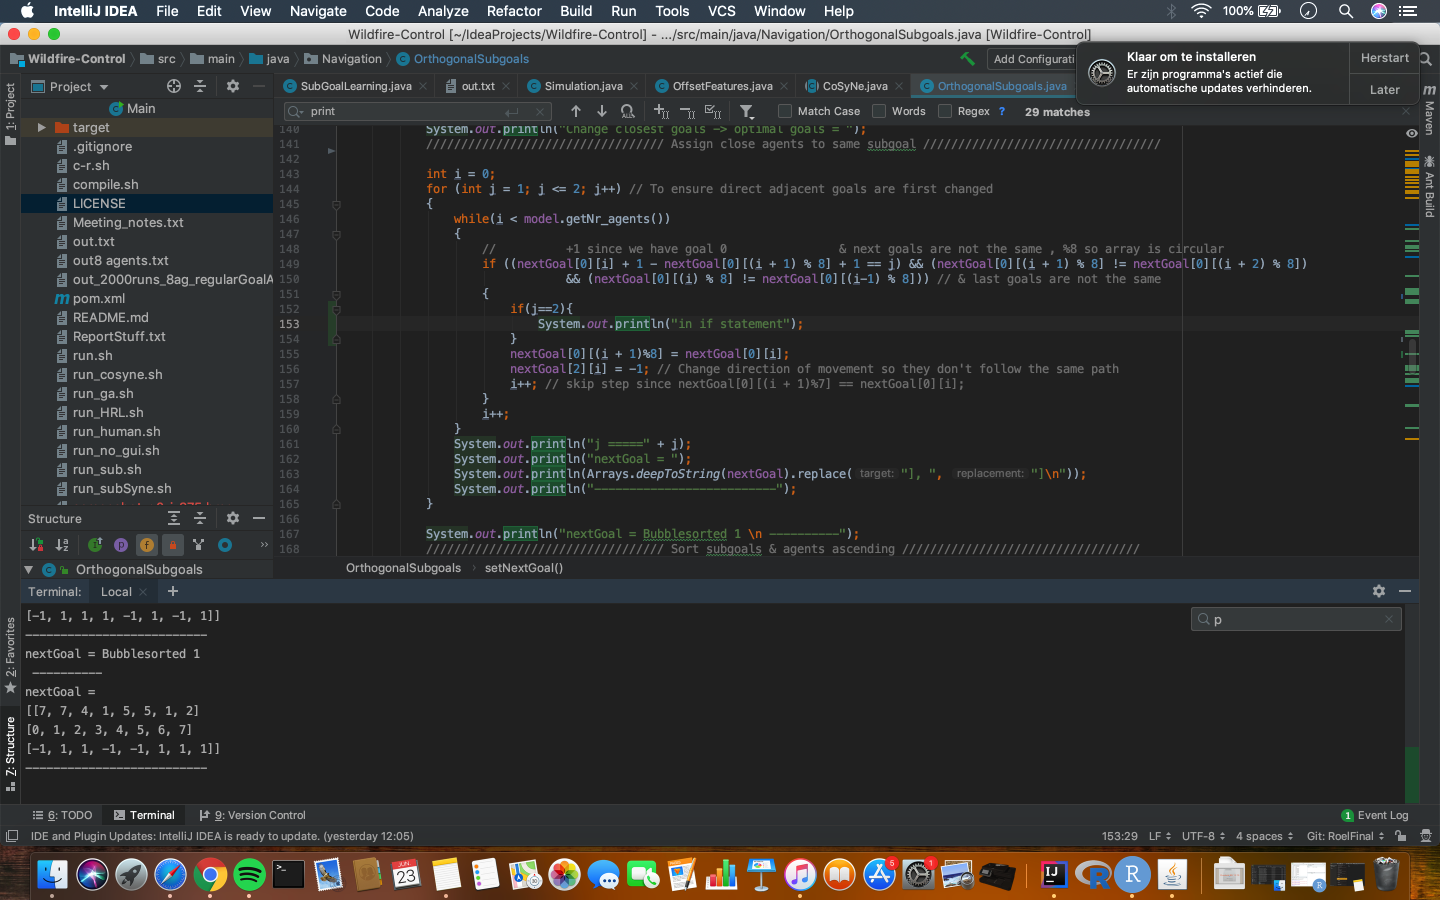 IntelliJ IDEA File Edit View Navigate Code Analyze Refactor Build Run Tools VCS Window Help 100%
Wildfire-Control [~/IdeaProjects/Wildfire-Control] - .../src/main/java/Navigation/OrthogonalSubgoals.java [Wildfire-Control]
Wildfire-Control src main java Navigation OrthogonalSubgoals Add Configurati
Klaar om te installeren
Er zijn programma's actief die
automatische updates verhinderen.
Herstart
Later
1: Project
Project
SubGoalLearning.java out.txt Simulation.java OffsetFeatures.java CoSyNe.java OrthogonalSubgoals.java
print Match Case Words Regex ? 29 matches
Main
target
.gitignore
c-r.sh
compile.sh
LICENSE
Meeting_notes.txt
out.txt
out8 agents.txt
out_2000runs_8ag_regularGoalA
pom.xml
README.md
ReportStuff.txt
run.sh
run_cosyne.sh
run_ga.sh
run_HRL.sh
run_human.sh
run_no_gui.sh
run_sub.sh
run_subSyne.sh
140 System.out.println("Change closest goals -> optimal goals = ");
141 ////////////////////////////////// Assign close agents to same subgoal //////////////////////////////////
142
143 int i = 0;
144 for (int j = 1; j <= 2; j++) // To ensure direct adjacent goals are first changed
145 {
146 while(i < model.getNr_agents())
147 {
148 // +1 since we have goal 0 & next goals are not the same , %8 so array is circular
149 if ((nextGoal[0][i] + 1 - nextGoal[0][(i + 1) % 8] + 1 == j) && (nextGoal[0][(i + 1) % 8] != nextGoal[0][(i + 2) % 8])
150 && (nextGoal[0][(i) % 8] != nextGoal[0][(i-1) % 8])) // & last goals are not the same
151 {
152 if(j==2){
153 System.out.println("in if statement");
154 }
155 nextGoal[0][(i + 1)%8] = nextGoal[0][i];
156 nextGoal[2][i] = -1; // Change direction of movement so they don't follow the same path
157 i++; // skip step since nextGoal[0][(i + 1)%7] == nextGoal[0][i];
158 }
159 i++;
160 }
161 System.out.println("j =====" + j);
162 System.out.println("nextGoal = ");
163 System.out.println(Arrays.deepToString(nextGoal).replace( target: "], ", replacement: "]\n"));
164 System.out.println("--------------------------");
165 }
166
167 System.out.println("nextGoal = Bubblesorted 1 \n ----------");
168 ////////////////////////////////// Sort subgoals & agents ascending //////////////////////////////////
Maven
Ant Build
Structure
OrthogonalSubgoals
OrthogonalSubgoals setNextGoal()
Terminal: Local +
p
[-1, 1, 1, 1, -1, 1, -1, 1]]
--------------------------
nextGoal = Bubblesorted 1
----------
nextGoal =
[[7, 7, 4, 1, 5, 5, 1, 2]
[0, 1, 2, 3, 4, 5, 6, 7]
[-1, 1, 1, -1, -1, 1, 1, 1]]
--------------------------
2: Favorites
Z: Structure
6: TODO Terminal 9: Version Control 1 Event Log
IDE and Plugin Updates: IntelliJ IDEA is ready to update. (yesterday 12:05) 153:29 LF UTF-8 4 spaces Git: RoelFinal
JUN
23
6
1
IJ
R
R